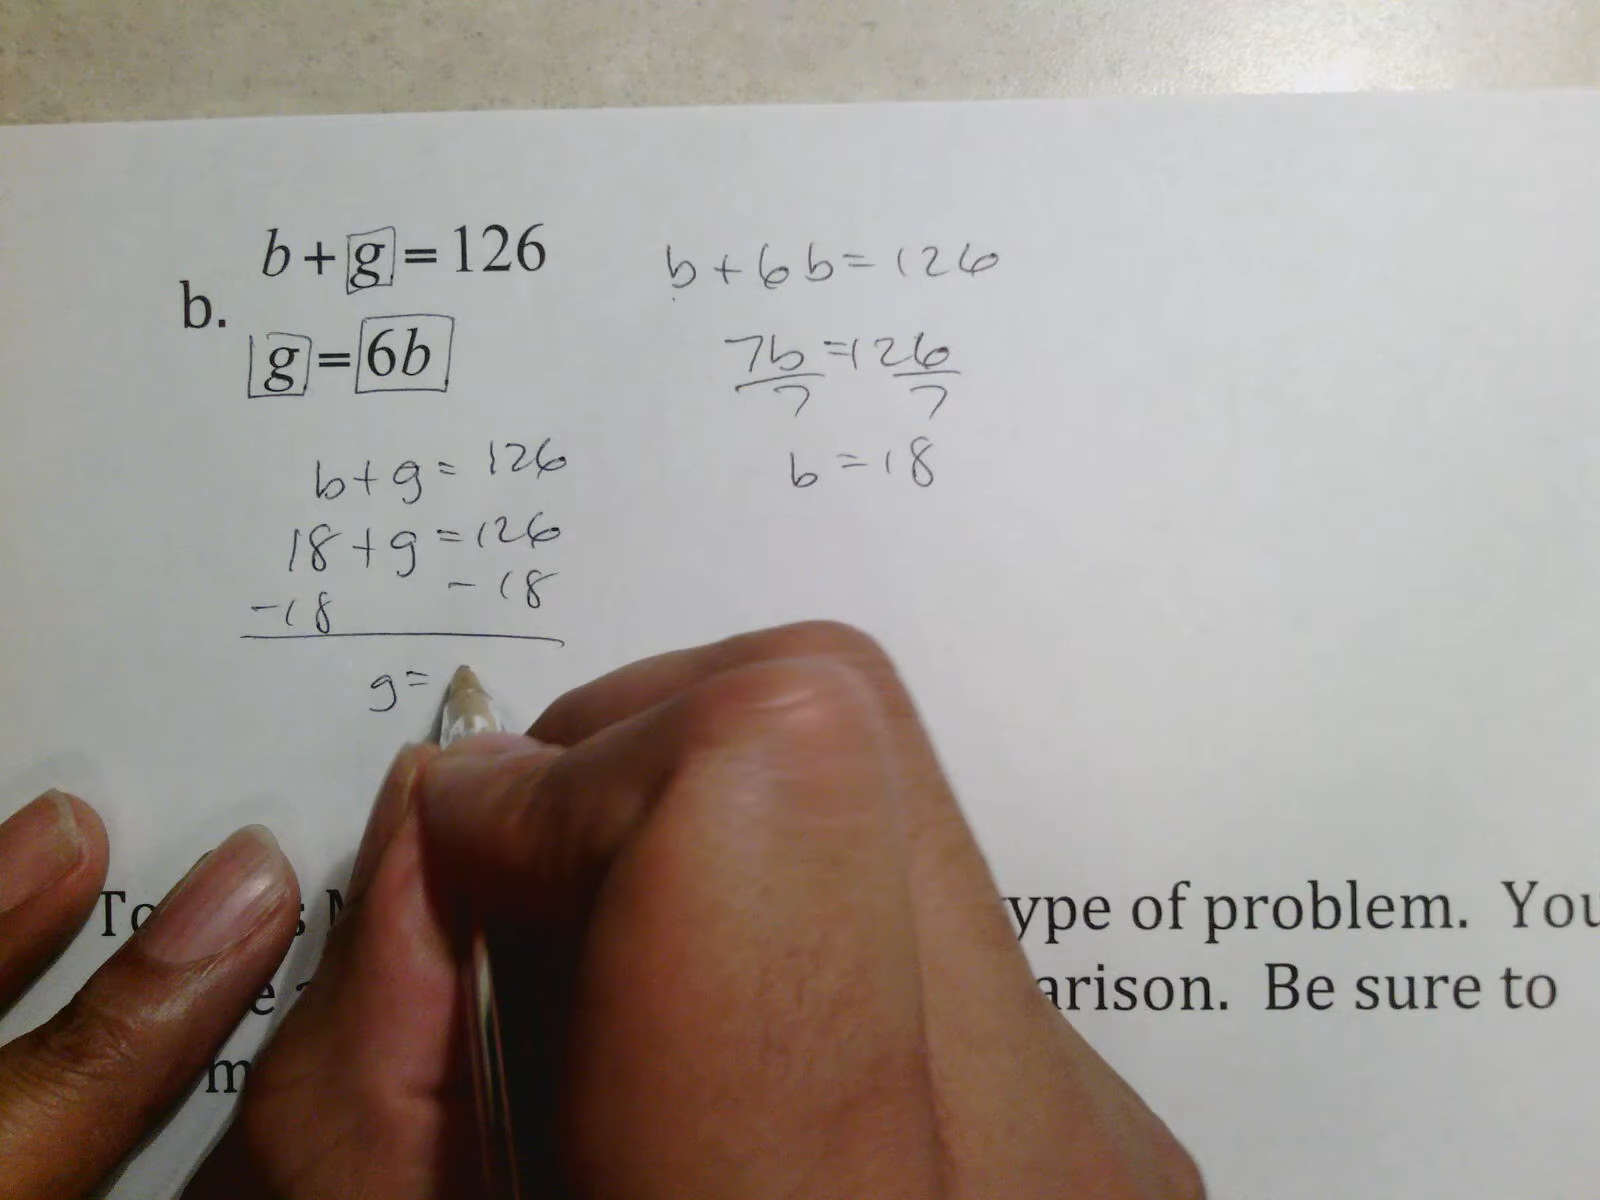 b.
b + g = 126
g = 6b
b + 6b = 126
7b = 126
7 7
b = 18
b + g = 126
18 + g = 126
-18 -18
g =
ype of problem. You
arison. Be sure to